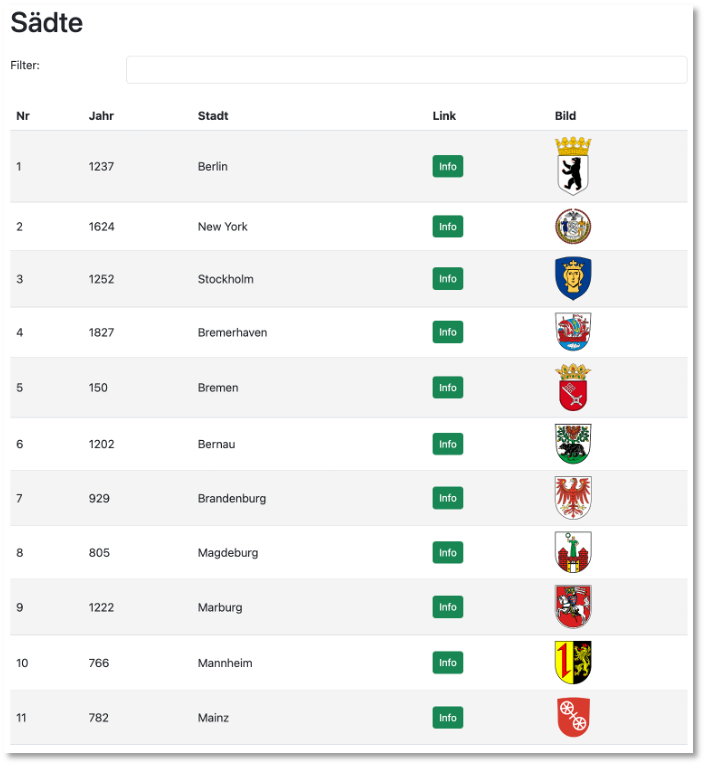 Sädte
Filter:
Nr Jahr Stadt Link Bild
1 1237 Berlin Info
2 1624 New York Info
3 1252 Stockholm Info
4 1827 Bremerhaven Info
5 150 Bremen Info
6 1202 Bernau Info
7 929 Brandenburg Info
8 805 Magdeburg Info
9 1222 Marburg Info
10 766 Mannheim Info
11 782 Mainz Info